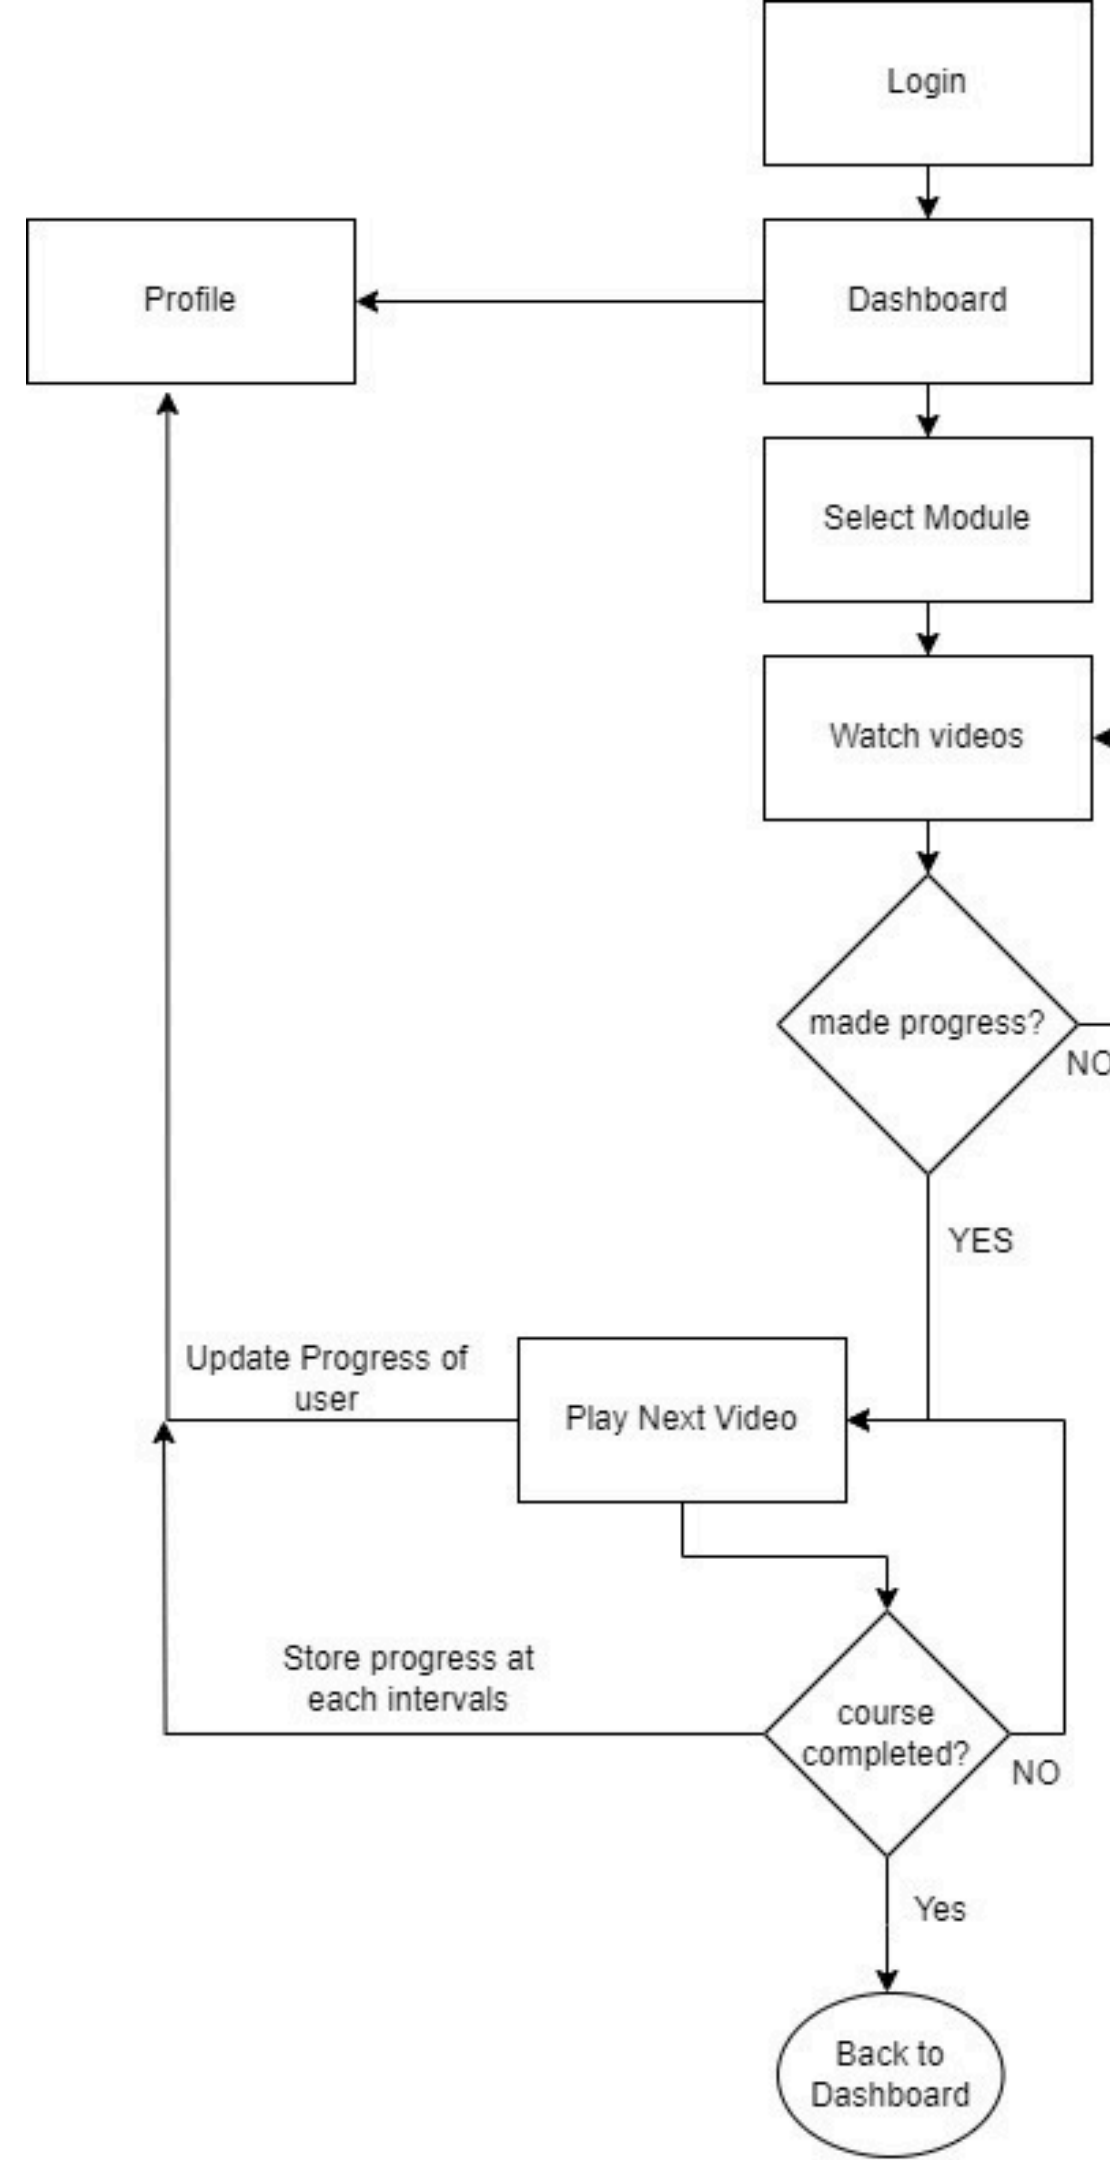 Login
Profile
Dashboard
Select Module
Watch videos
made progress?
NO
YES
Update Progress of
user
Play Next Video
Store progress at
each intervals
course
completed?
NO
Yes
Back to
Dashboard